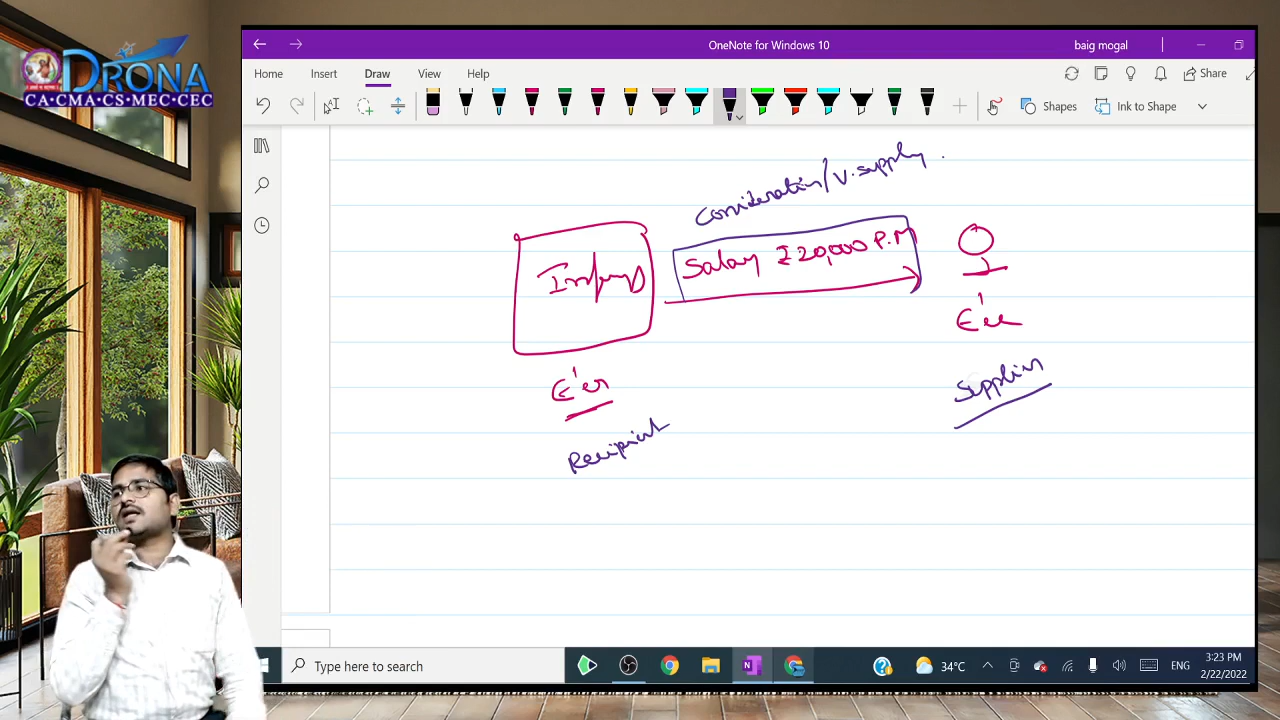 DRONA
CA-CMA-CS-MEC-CEC
OneNote for Windows 10
baig mogal
Home Insert Draw View Help
Share
Shapes
Ink to Shape
Consideration/V.supply.
Salary ₹20,000 P.M
Infosys
E'er
E'ee
Recipient
Supplier
Type here to search
34°C
ENG
3:23 PM
2/22/2022